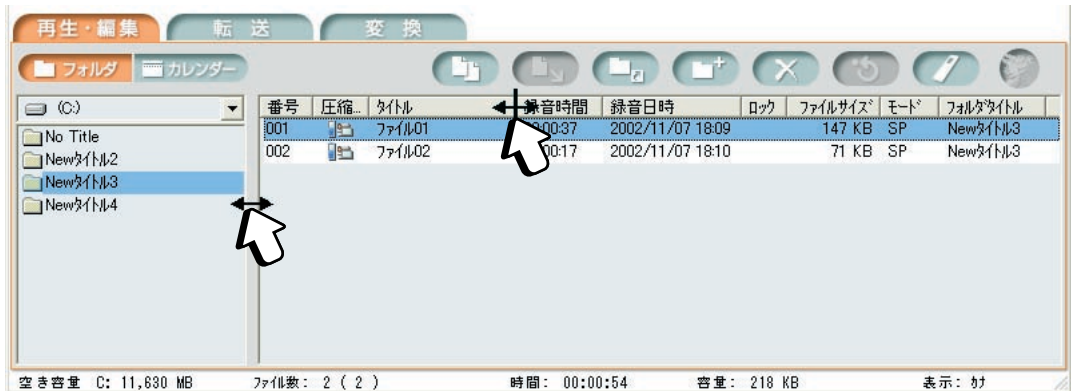 再生・編集 転 送 変 換
フォルダ カレンダー
(C:)
No Title
Newﾀｲﾄﾙ2
Newﾀｲﾄﾙ3
Newﾀｲﾄﾙ4
番号 圧縮... ﾀｲﾄﾙ 録音時間 録音日時 ﾛｯｸ ﾌｧｲﾙｻｲｽﾞ ﾓｰﾄﾞ ﾌｫﾙﾀﾞﾀｲﾄﾙ
001 ﾌｧｲﾙ01 00:00:37 2002/11/07 18:09 147 KB SP Newﾀｲﾄﾙ3
002 ﾌｧｲﾙ02 00:17 2002/11/07 18:10 71 KB SP Newﾀｲﾄﾙ3
空き容量 C: 11,630 MB ﾌｧｲﾙ数: 2 ( 2 ) 時間: 00:00:54 容量: 218 KB 表示: ｶﾅ